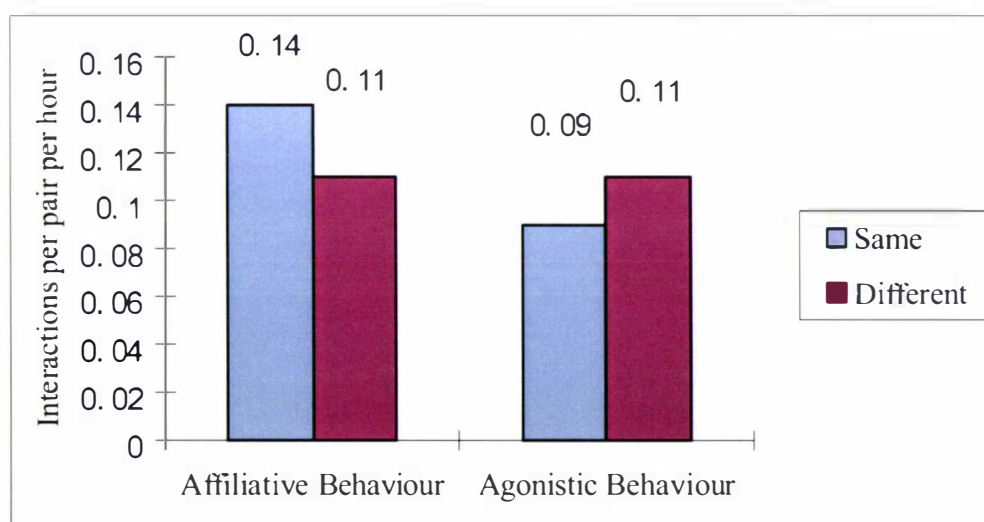 Interactions per pair per hour
0.16
0.14
0.12
0.1
0.08
0.06
0.04
0.02
0
0.14
0.11
0.09
0.11
Affiliative Behaviour
Agonistic Behaviour
Same
Different